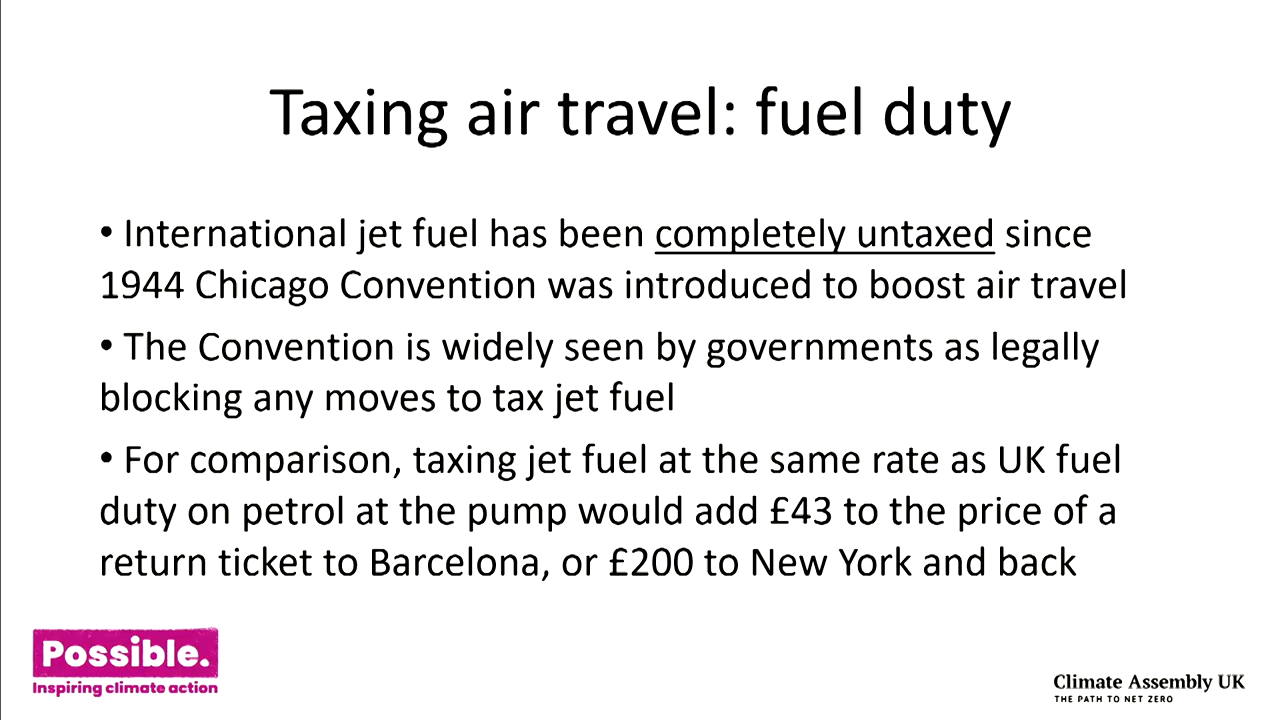 Taxing air travel: fuel duty
• International jet fuel has been completely untaxed since
1944 Chicago Convention was introduced to boost air travel
• The Convention is widely seen by governments as legally
blocking any moves to tax jet fuel
• For comparison, taxing jet fuel at the same rate as UK fuel
duty on petrol at the pump would add £43 to the price of a
return ticket to Barcelona, or £200 to New York and back
Possible.
Inspiring climate action
Climate Assembly UK
THE PATH TO NET ZERO